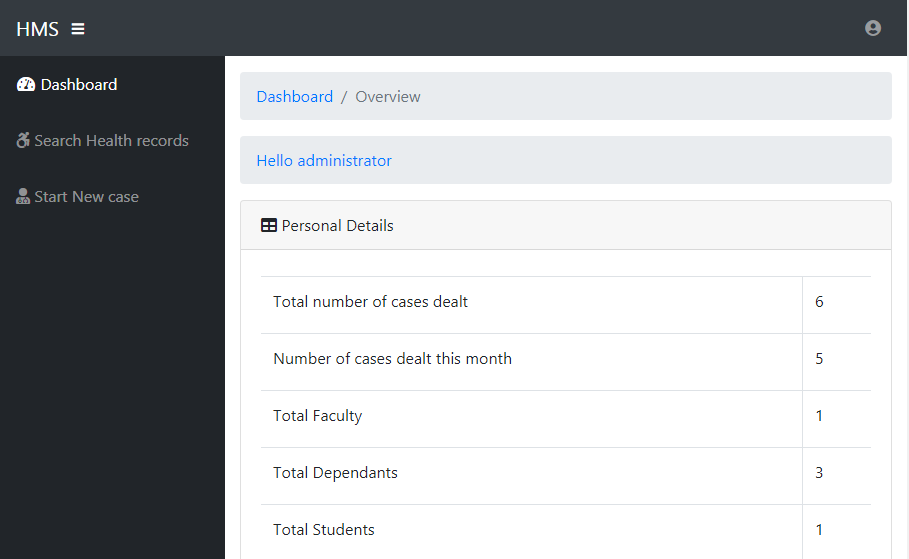 HMS
Dashboard
Search Health records
Start New case
Dashboard / Overview
Hello administrator
Personal Details
Total number of cases dealt 6
Number of cases dealt this month 5
Total Faculty 1
Total Dependants 3
Total Students 1